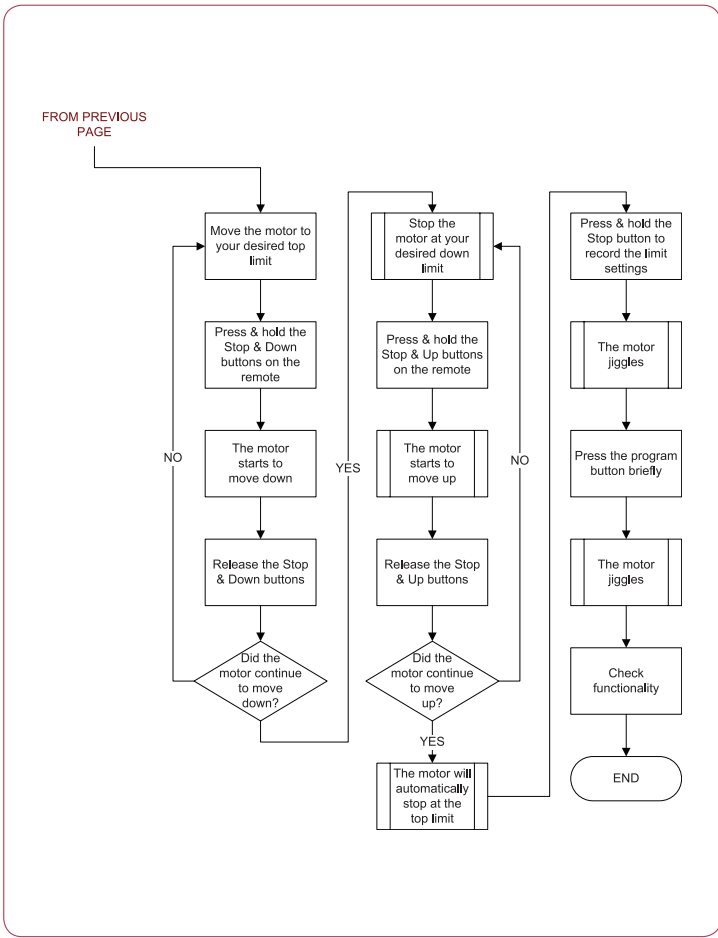 FROM PREVIOUS
PAGE
Move the motor to
your desired top
limit
Press & hold the
Stop & Down
buttons on the
remote
The motor
starts to
move down
Release the Stop
& Down buttons
Did the
motor continue
to move
down?
NO
YES
Stop the
motor at your
desired down
limit
Press & hold the
Stop & Up buttons
on the remote
The motor
starts to
move up
Release the Stop
& Up buttons
Did the
motor continue
to move
up?
NO
YES
The motor will
automatically
stop at the
top limit
Press & hold the
Stop button to
record the limit
settings
The motor
jiggles
Press the program
button briefly
The motor
jiggles
Check
functionality
END